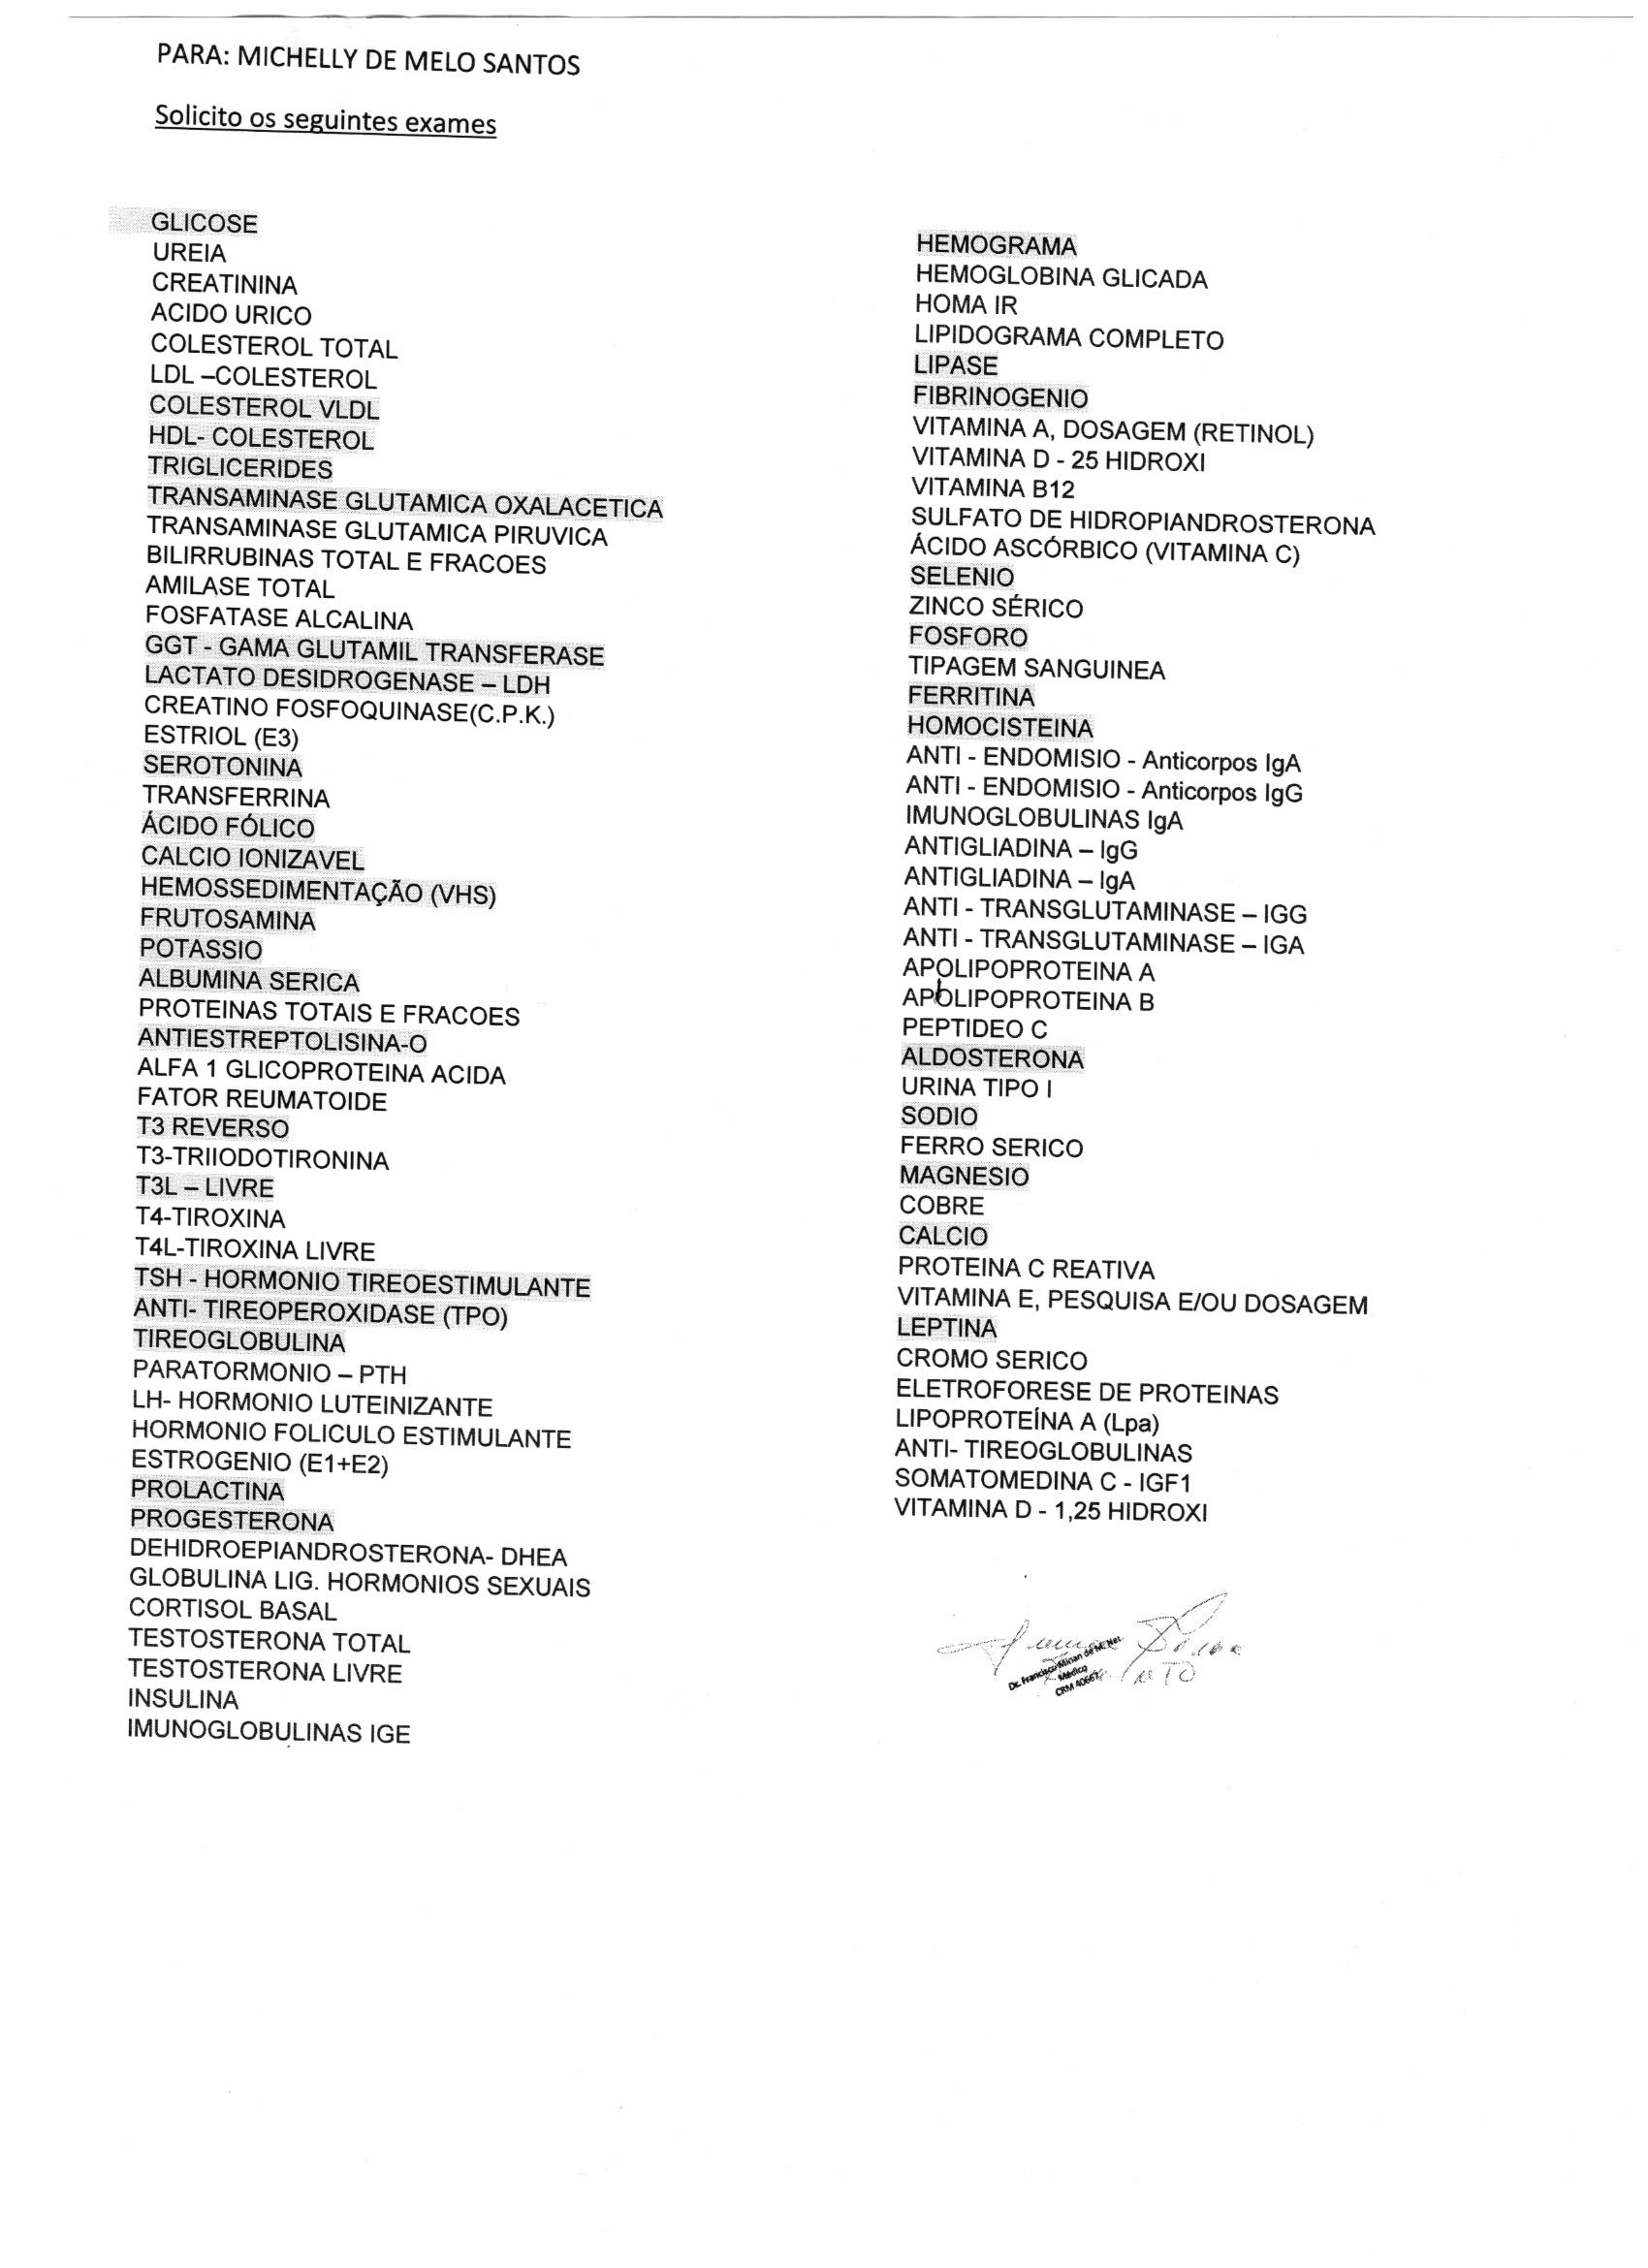 PARA: MICHELLY DE MELO SANTOS
Solicito os seguintes exames
GLICOSE
UREIA
CREATININA
ACIDO URICO
COLESTEROL TOTAL
LDL –COLESTEROL
COLESTEROL VLDL
HDL- COLESTEROL
TRIGLICERIDES
TRANSAMINASE GLUTAMICA OXALACETICA
TRANSAMINASE GLUTAMICA PIRUVICA
BILIRRUBINAS TOTAL E FRACOES
AMILASE TOTAL
FOSFATASE ALCALINA
GGT - GAMA GLUTAMIL TRANSFERASE
LACTATO DESIDROGENASE – LDH
CREATINO FOSFOQUINASE(C.P.K.)
ESTRIOL (E3)
SEROTONINA
TRANSFERRINA
ÁCIDO FÓLICO
CALCIO IONIZAVEL
HEMOSSEDIMENTAÇÃO (VHS)
FRUTOSAMINA
POTASSIO
ALBUMINA SERICA
PROTEINAS TOTAIS E FRACOES
ANTIESTREPTOLISINA-O
ALFA 1 GLICOPROTEINA ACIDA
FATOR REUMATOIDE
T3 REVERSO
T3-TRIIODOTIRONINA
T3L – LIVRE
T4-TIROXINA
T4L-TIROXINA LIVRE
TSH - HORMONIO TIREOESTIMULANTE
ANTI- TIREOPEROXIDASE (TPO)
TIREOGLOBULINA
PARATORMONIO – PTH
LH- HORMONIO LUTEINIZANTE
HORMONIO FOLICULO ESTIMULANTE
ESTROGENIO (E1+E2)
PROLACTINA
PROGESTERONA
DEHIDROEPIANDROSTERONA- DHEA
GLOBULINA LIG. HORMONIOS SEXUAIS
CORTISOL BASAL
TESTOSTERONA TOTAL
TESTOSTERONA LIVRE
INSULINA
IMUNOGLOBULINAS IGE
HEMOGRAMA
HEMOGLOBINA GLICADA
HOMA IR
LIPIDOGRAMA COMPLETO
LIPASE
FIBRINOGENIO
VITAMINA A, DOSAGEM (RETINOL)
VITAMINA D - 25 HIDROXI
VITAMINA B12
SULFATO DE HIDROPIANDROSTERONA
ÁCIDO ASCÓRBICO (VITAMINA C)
SELENIO
ZINCO SÉRICO
FOSFORO
TIPAGEM SANGUINEA
FERRITINA
HOMOCISTEINA
ANTI - ENDOMISIO - Anticorpos IgA
ANTI - ENDOMISIO - Anticorpos IgG
IMUNOGLOBULINAS IgA
ANTIGLIADINA – IgG
ANTIGLIADINA – IgA
ANTI - TRANSGLUTAMINASE – IGG
ANTI - TRANSGLUTAMINASE – IGA
APOLIPOPROTEINA A
APOLIPOPROTEINA B
PEPTIDEO C
ALDOSTERONA
URINA TIPO I
SODIO
FERRO SERICO
MAGNESIO
COBRE
CALCIO
PROTEINA C REATIVA
VITAMINA E, PESQUISA E/OU DOSAGEM
LEPTINA
CROMO SERICO
ELETROFORESE DE PROTEINAS
LIPOPROTEÍNA A (Lpa)
ANTI- TIREOGLOBULINAS
SOMATOMEDINA C - IGF1
VITAMINA D - 1,25 HIDROXI
Dr. Francisco
Médico
CRM 40667